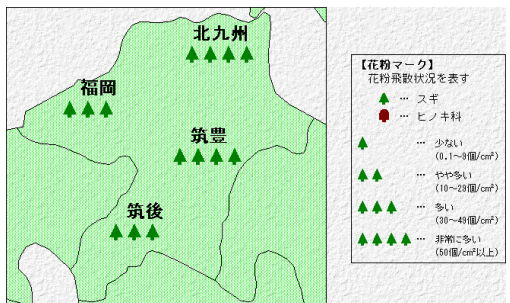 北九州
福岡
筑豊
筑後
【花粉マーク】
花粉飛散状況を表す
… スギ
… ヒノキ科
… 少ない
(0.1～9個/cm²)
… やや多い
(10～29個/cm²)
… 多い
(30～49個/cm²)
… 非常に多い
(50個/cm²以上)